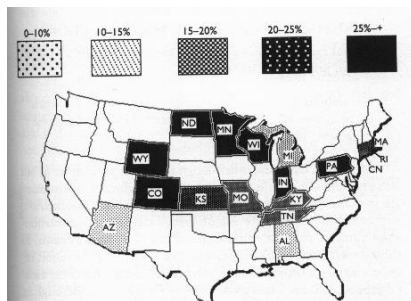 0-10% 10-15% 15-20% 20-25% 25%-+
ND
MN
WI
MI
MA
RI
CN
WY
PA
IN
CO
KS
MO
KY
TN
AZ
AL